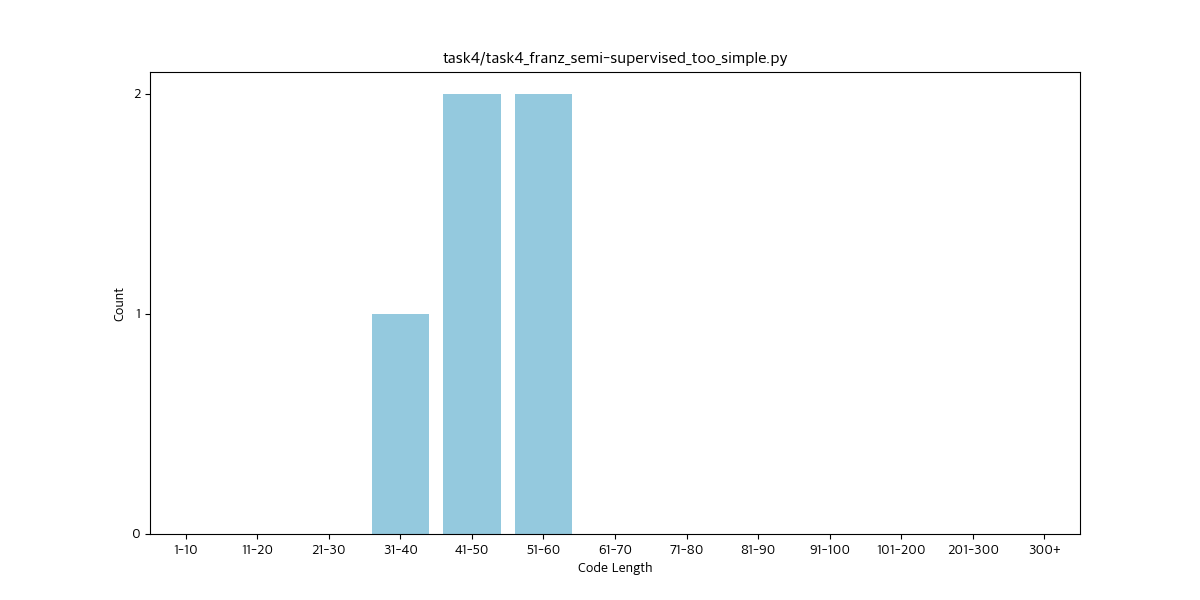 task4/task4_franz_semi-supervised_too_simple.py
2
1
0
Count
1-10 11-20 21-30 31-40 41-50 51-60 61-70 71-80 81-90 91-100 101-200 201-300 300+
Code Length